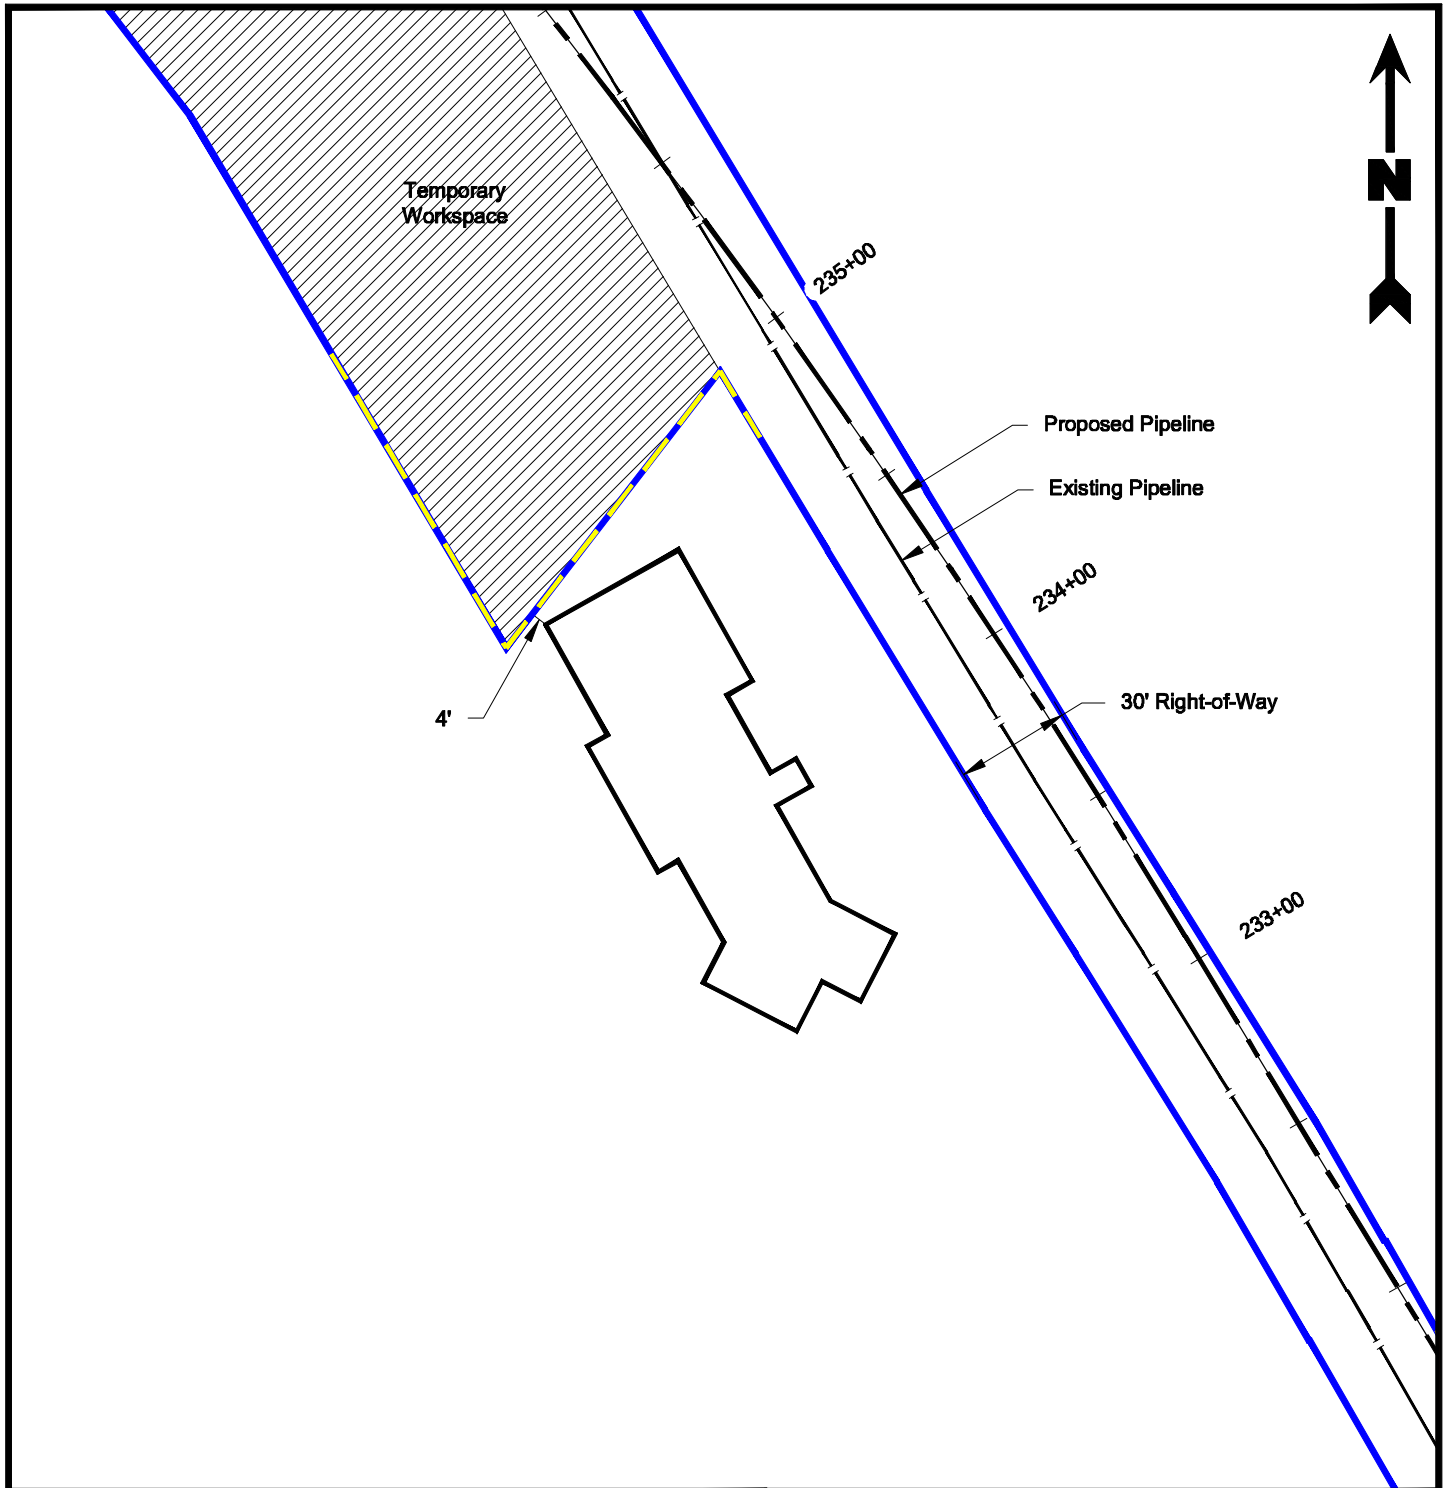 N
Temporary
Workspace
235+00
Proposed Pipeline
Existing Pipeline
234+00
30' Right-of-Way
4'
233+00